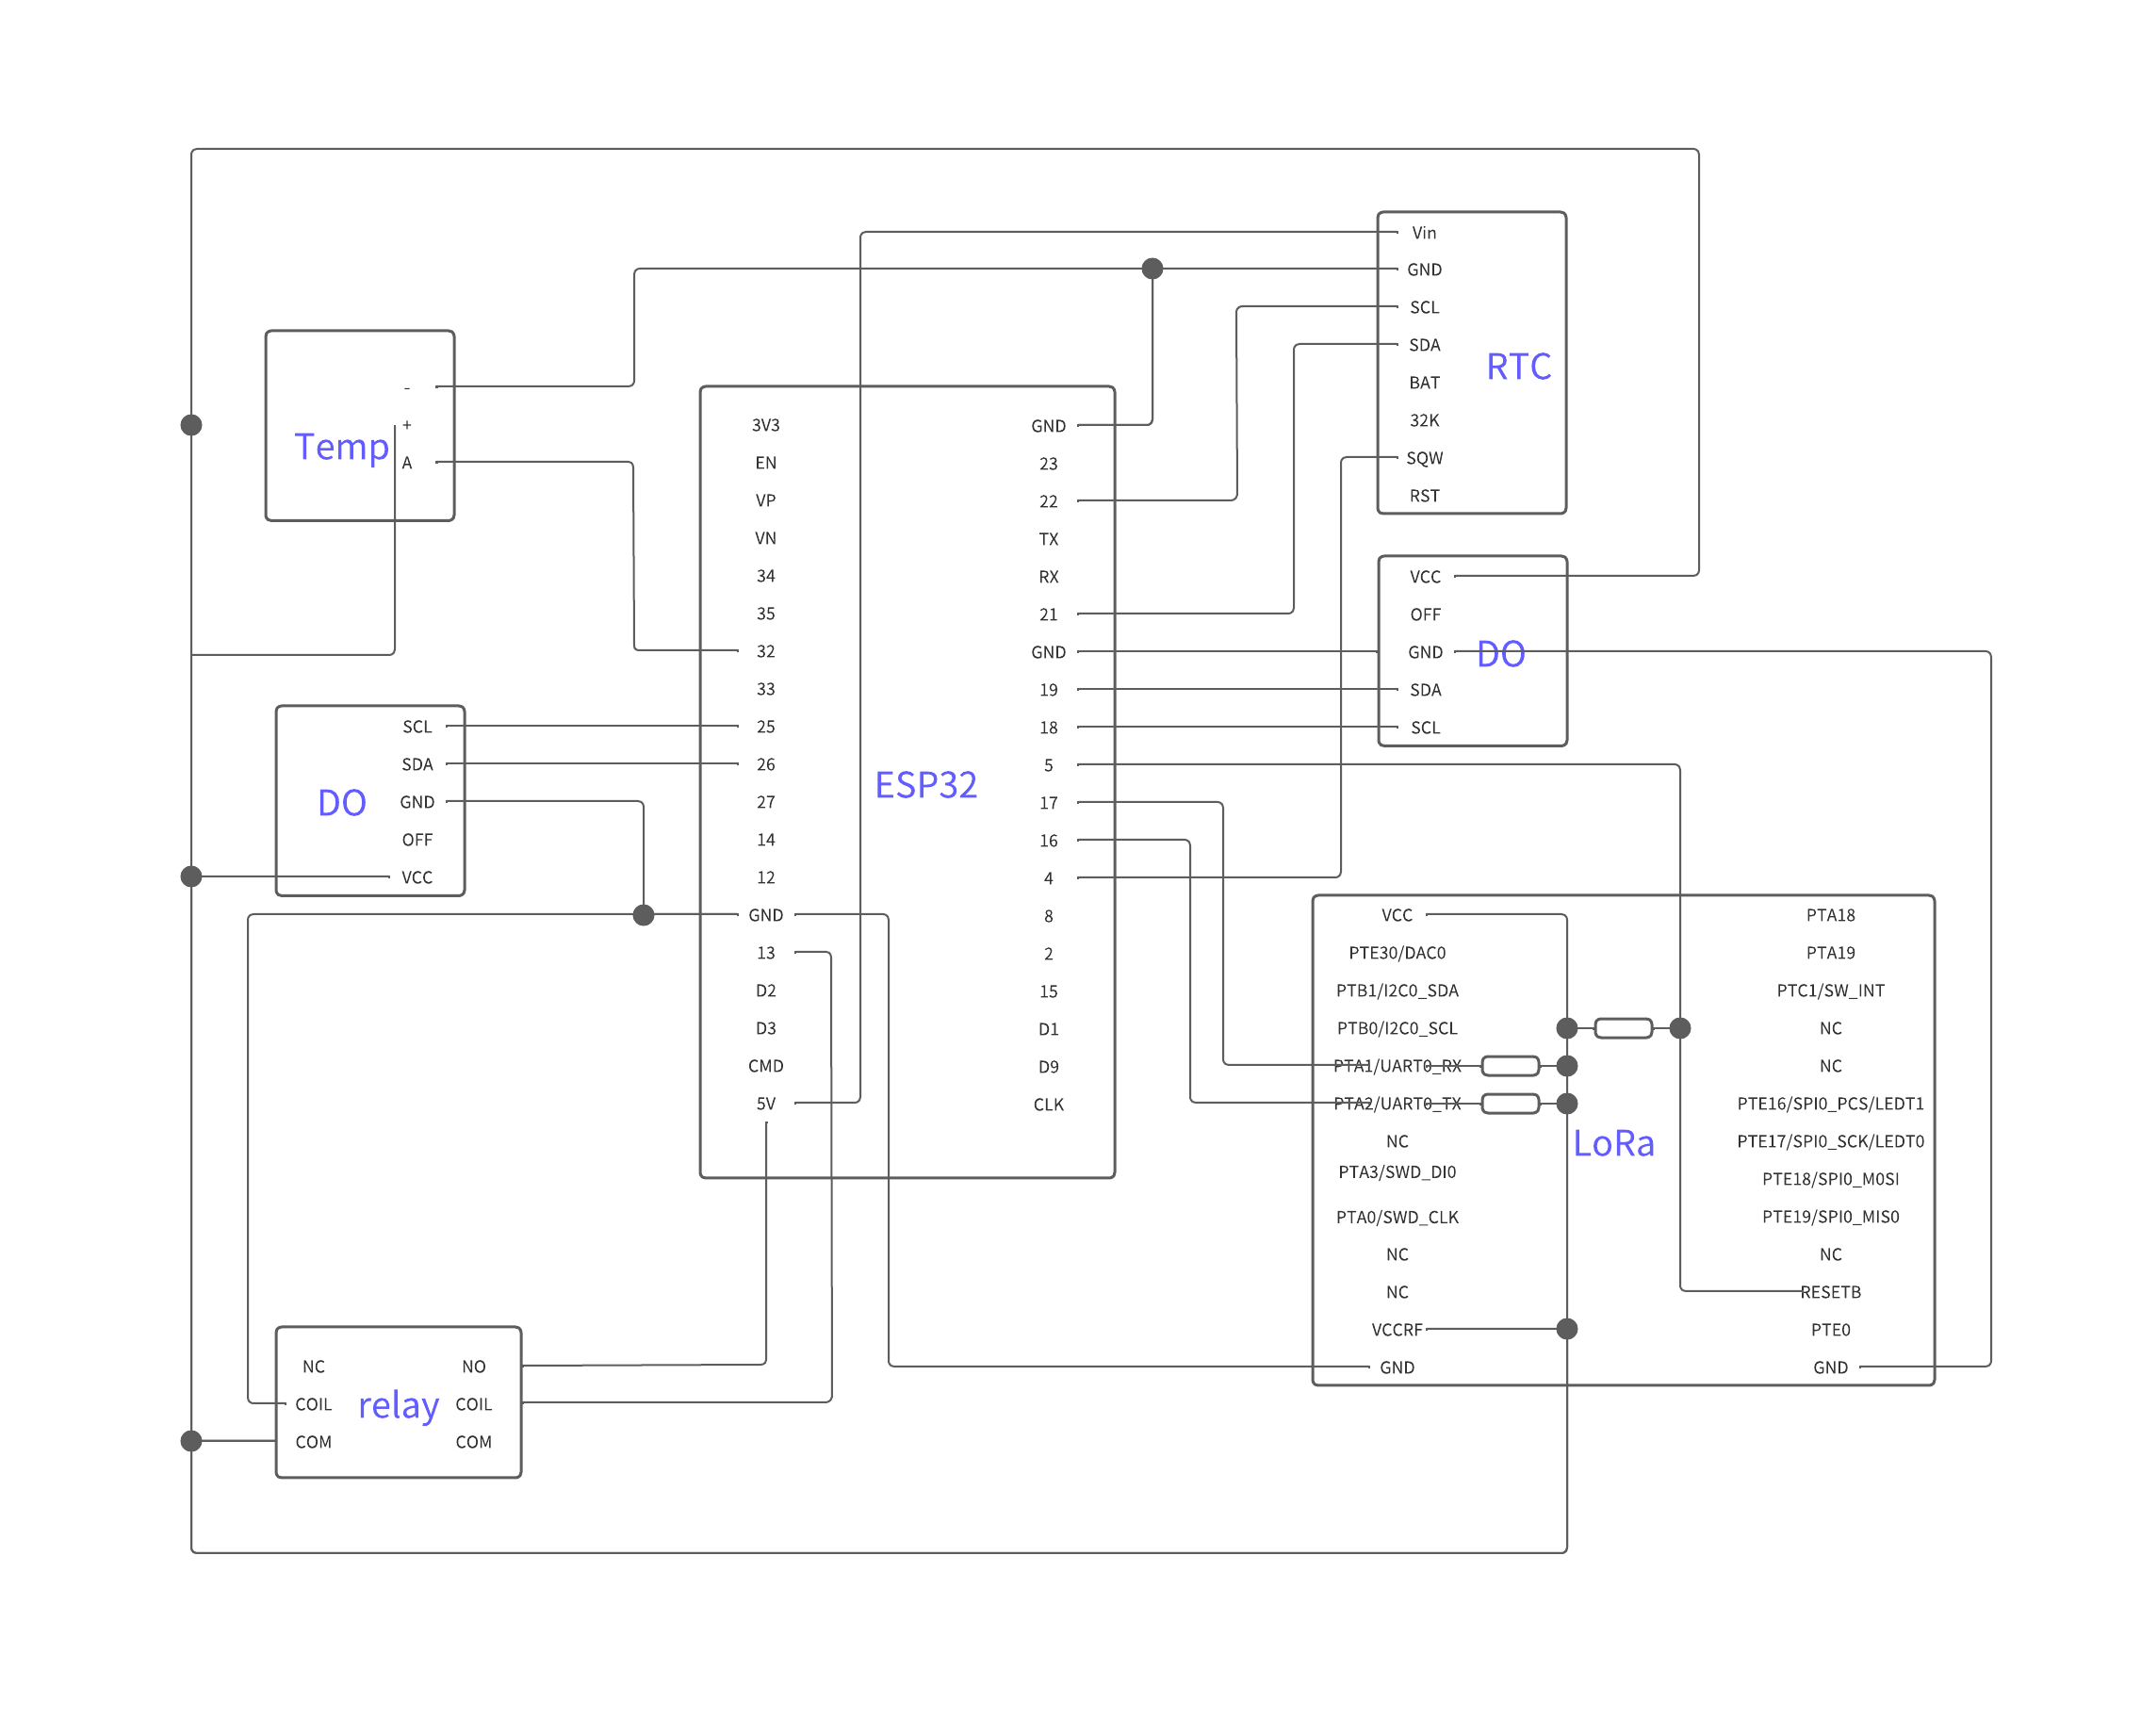 Temp
-
+
A
DO
SCL
SDA
GND
OFF
VCC
relay
NC
COIL
COM
NO
COIL
COM
ESP32
3V3
EN
VP
VN
34
35
32
33
25
26
27
14
12
GND
13
D2
D3
CMD
5V
GND
23
22
TX
RX
21
GND
19
18
5
17
16
4
8
2
15
D1
D9
CLK
RTC
Vin
GND
SCL
SDA
BAT
32K
SQW
RST
DO
VCC
OFF
GND
SDA
SCL
LoRa
VCC
PTE30/DAC0
PTB1/I2C0_SDA
PTB0/I2C0_SCL
PTA1/UART0_RX
PTA2/UART0_TX
NC
PTA3/SWD_DI0
PTA0/SWD_CLK
NC
NC
VCCRF
GND
PTA18
PTA19
PTC1/SW_INT
NC
NC
PTE16/SPI0_PCS/LEDT1
PTE17/SPI0_SCK/LEDT0
PTE18/SPI0_M0SI
PTE19/SPI0_MIS0
NC
RESETB
PTE0
GND